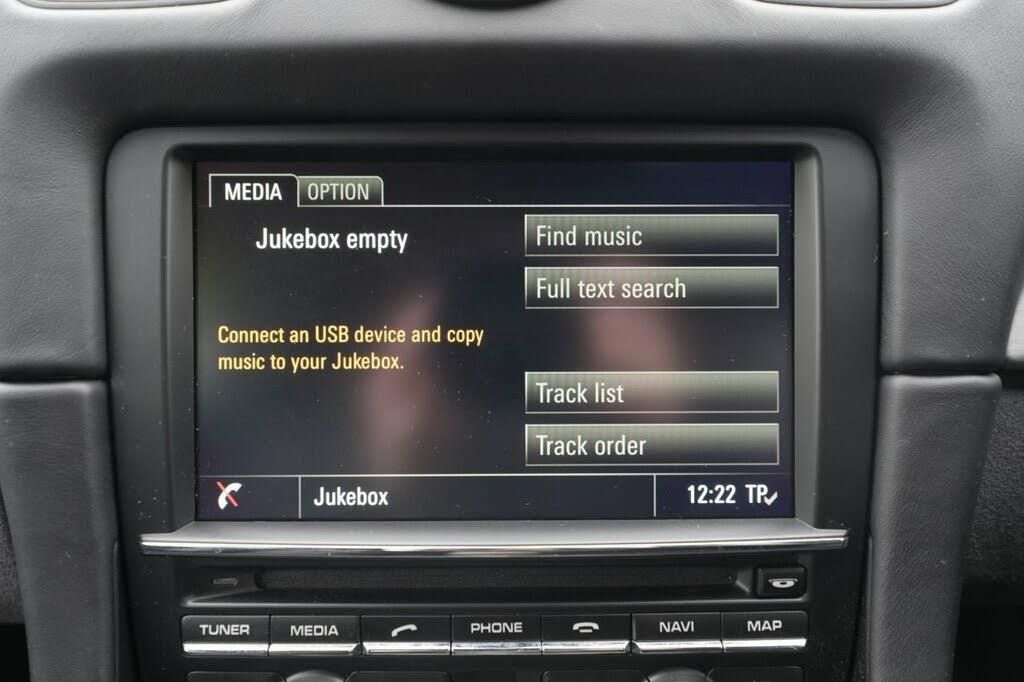 MEDIA OPTION
Jukebox empty
Find music
Full text search
Connect an USB device and copy
music to your Jukebox.
Track list
Track order
Jukebox
12:22 TP
TUNER MEDIA PHONE NAVI MAP